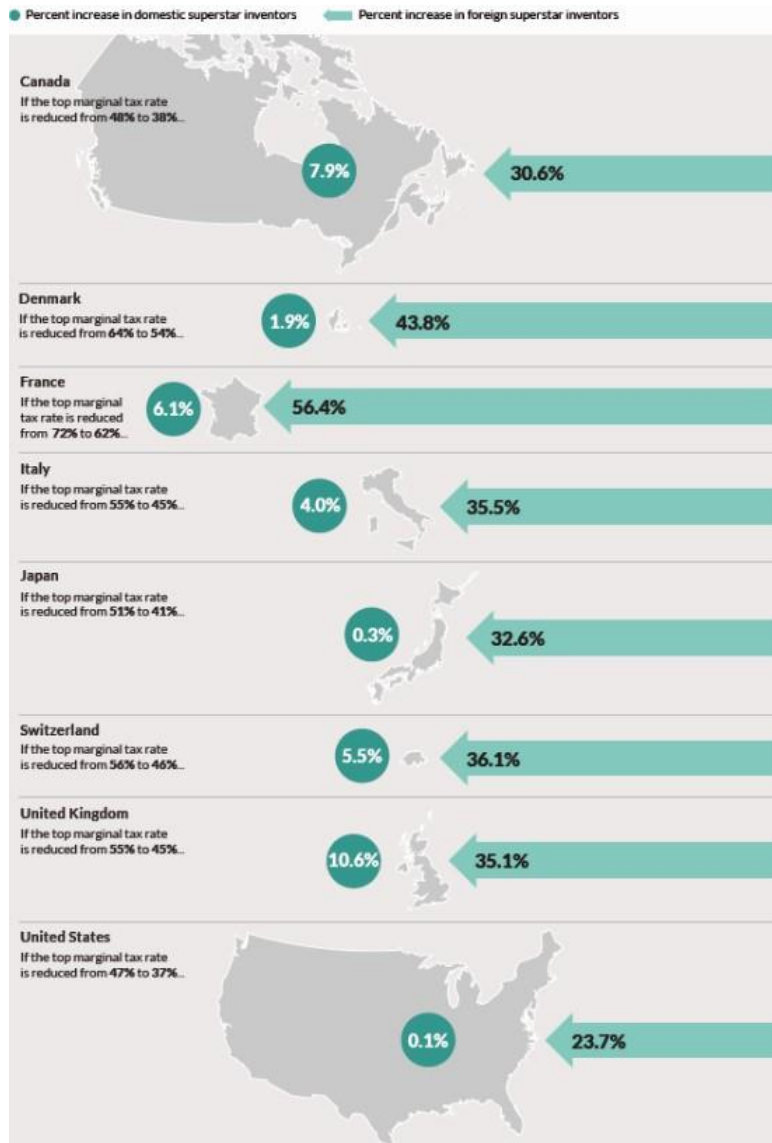 Percent increase in domestic superstar inventors
Percent increase in foreign superstar inventors
Canada
If the top marginal tax rate
is reduced from 48% to 38%...
7.9%
30.6%
Denmark
If the top marginal tax rate
is reduced from 64% to 54%...
1.9%
43.8%
France
If the top marginal
tax rate is reduced
from 72% to 62%...
6.1%
56.4%
Italy
If the top marginal tax rate
is reduced from 55% to 45%...
4.0%
35.5%
Japan
If the top marginal tax rate
is reduced from 51% to 41%...
0.3%
32.6%
Switzerland
If the top marginal tax rate
is reduced from 56% to 46%...
5.5%
36.1%
United Kingdom
If the top marginal tax rate
is reduced from 55% to 45%...
10.6%
35.1%
United States
If the top marginal tax rate
is reduced from 47% to 37%...
0.1%
23.7%